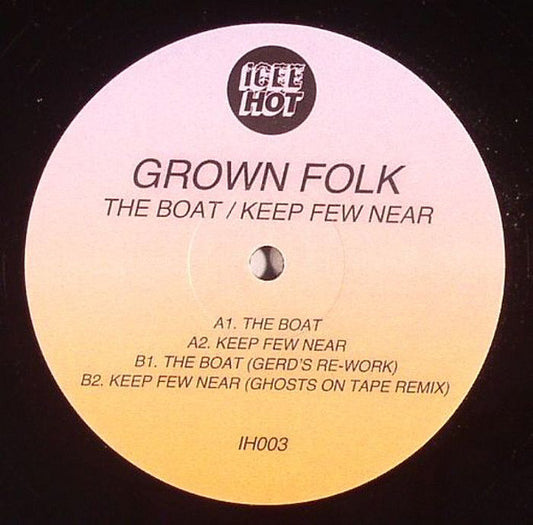 ICEE
HOT
GROWN FOLK
THE BOAT / KEEP FEW NEAR
A1. THE BOAT
A2. KEEP FEW NEAR
B1. THE BOAT (GERD'S RE-WORK)
B2. KEEP FEW NEAR (GHOSTS ON TAPE REMIX)
IH003